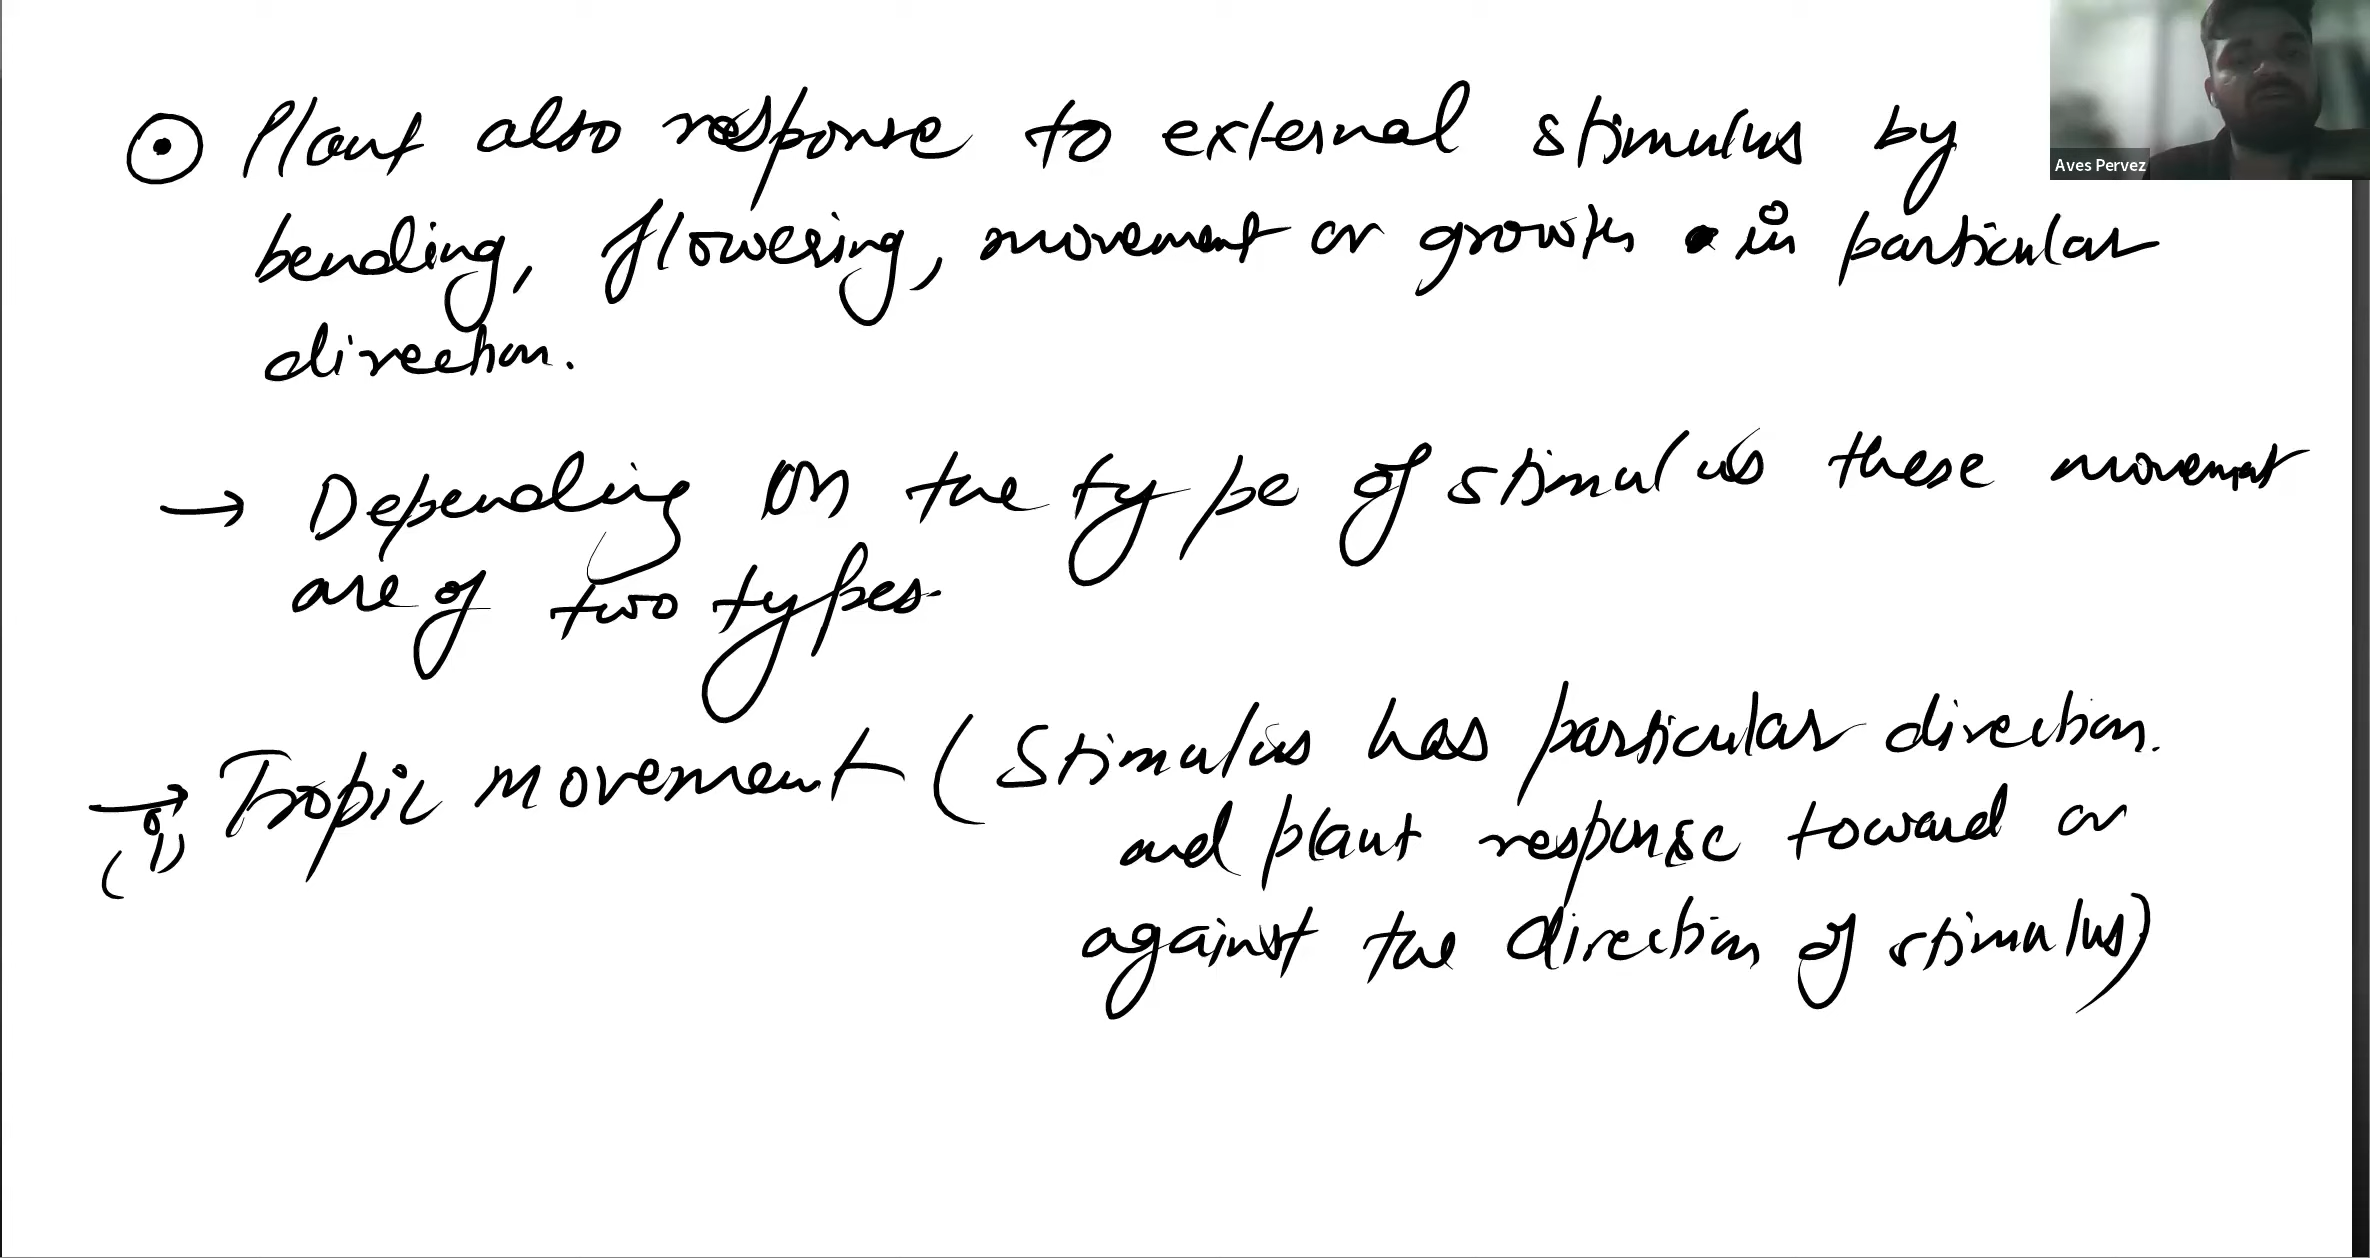 Plant also response to external stimulus by
Aves Pervez
bending, flowering, movement or growth in particular
direction.
→ Depending on the type of stimulus these movement
are of two types.
→ Tropic movement (Stimulus has particular direction.
(i)
and plant response toward or
against the direction of stimulus)